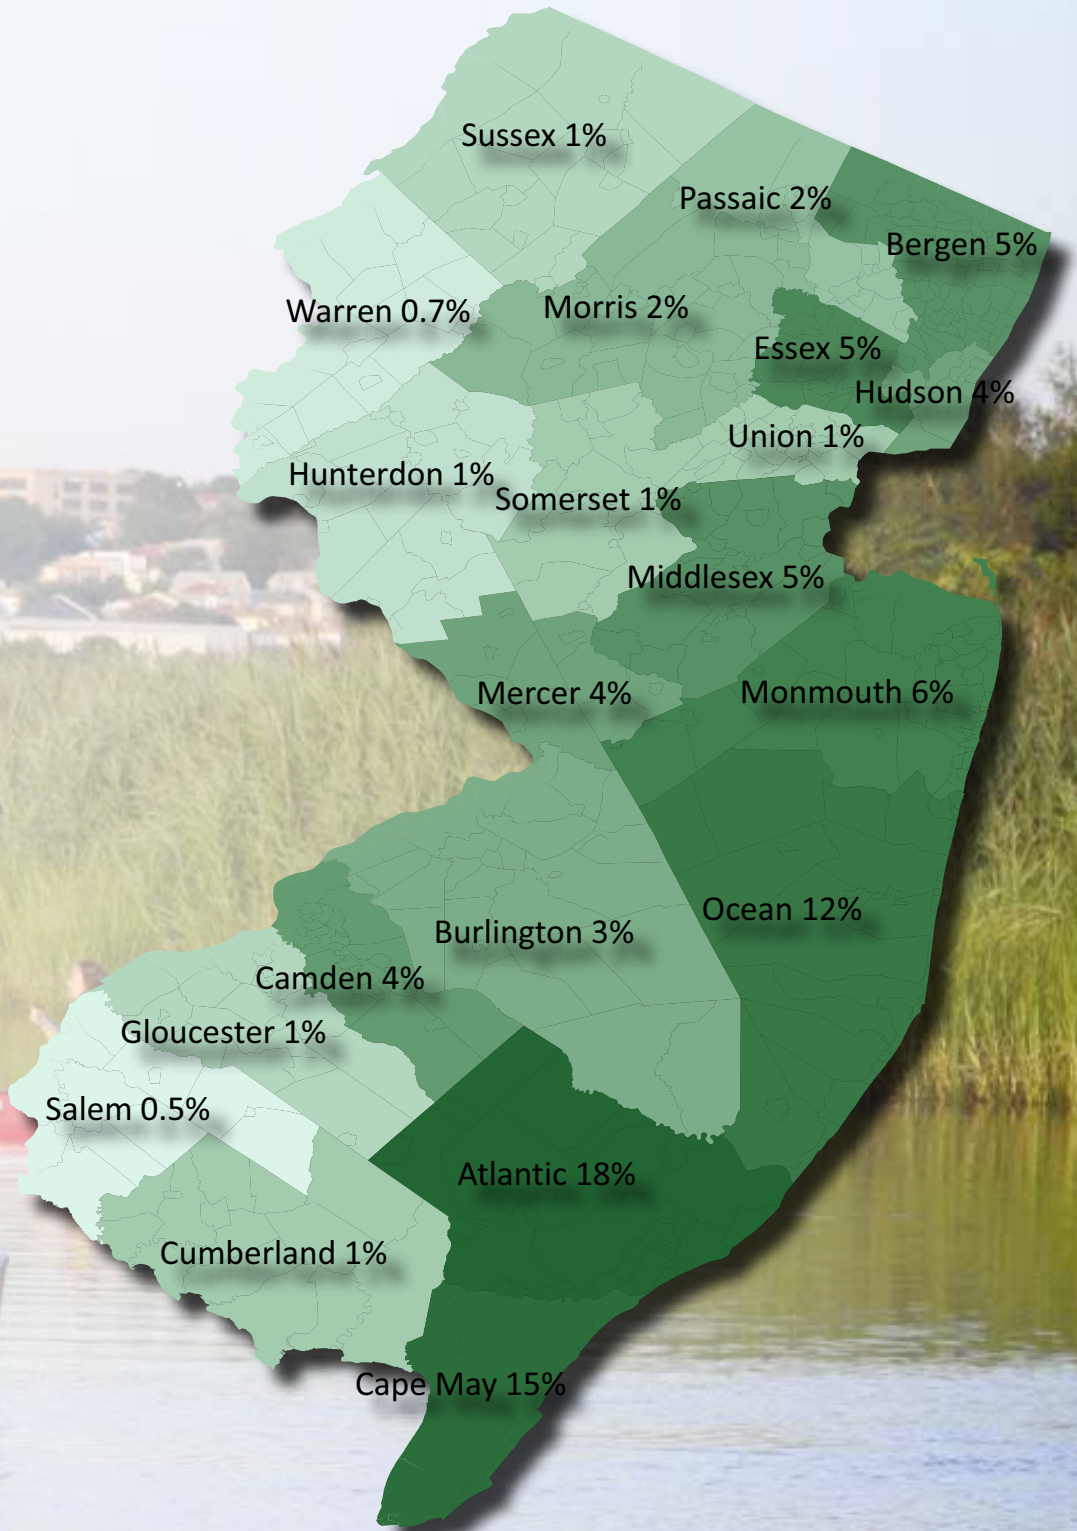 Sussex 1%
Passaic 2%
Bergen 5%
Warren 0.7%
Morris 2%
Essex 5%
Hudson 4%
Union 1%
Hunterdon 1%
Somerset 1%
Middlesex 5%
Mercer 4%
Monmouth 6%
Ocean 12%
Burlington 3%
Camden 4%
Gloucester 1%
Salem 0.5%
Atlantic 18%
Cumberland 1%
Cape May 15%